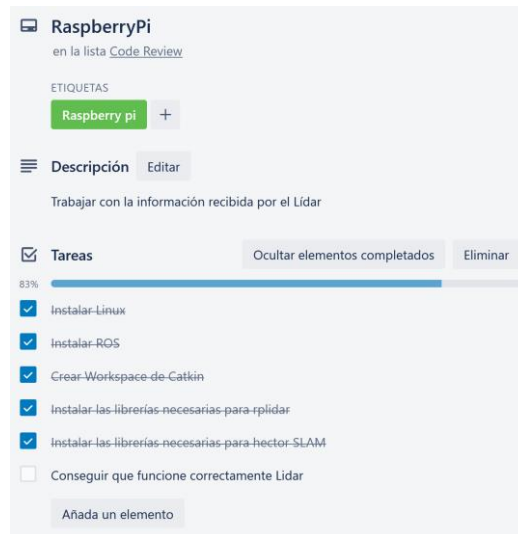 RaspberryPi
en la lista Code Review
ETIQUETAS
Raspberry pi +
Descripción Editar
Trabajar con la información recibida por el Lídar
Tareas Ocultar elementos completados Eliminar
83%
Instalar Linux
Instalar ROS
Crear Workspace de Catkin
Instalar las librerías necesarias para rplidar
Instalar las librerías necesarias para hector SLAM
Conseguir que funcione correctamente Lidar
Añada un elemento